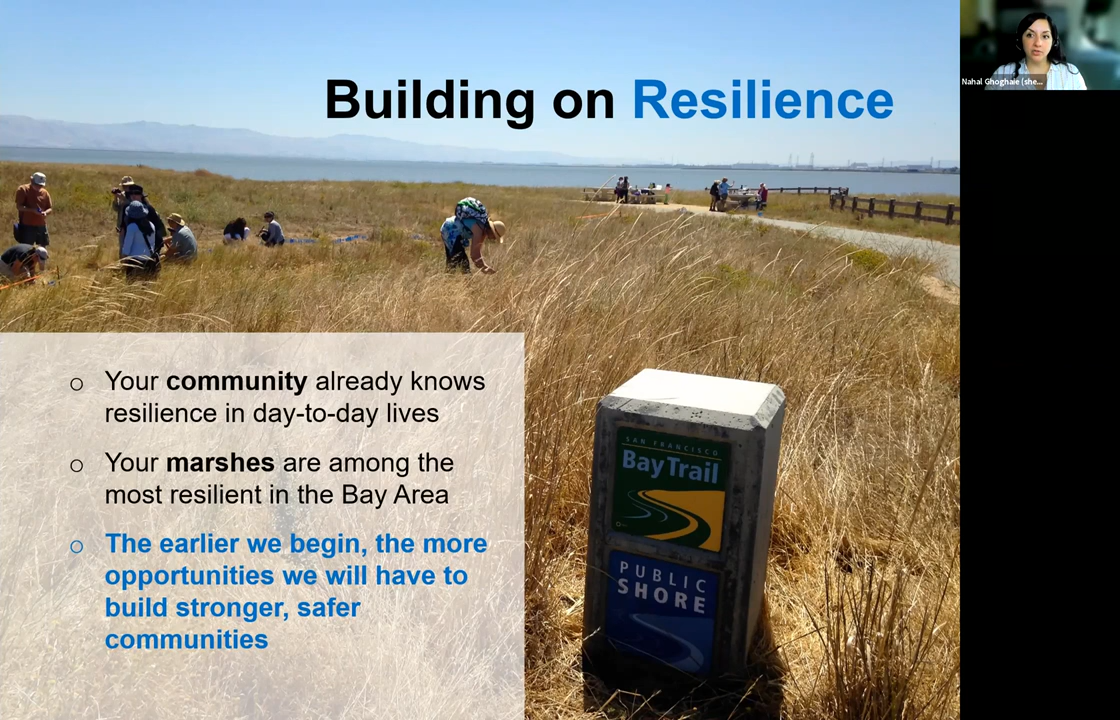 Building on Resilience
Nahal Ghoghaie (she...
o Your community already knows
resilience in day-to-day lives
o Your marshes are among the
most resilient in the Bay Area
o The earlier we begin, the more
opportunities we will have to
build stronger, safer
communities
SAN FRANCISCO
Bay Trail
PUBLIC
SHORE